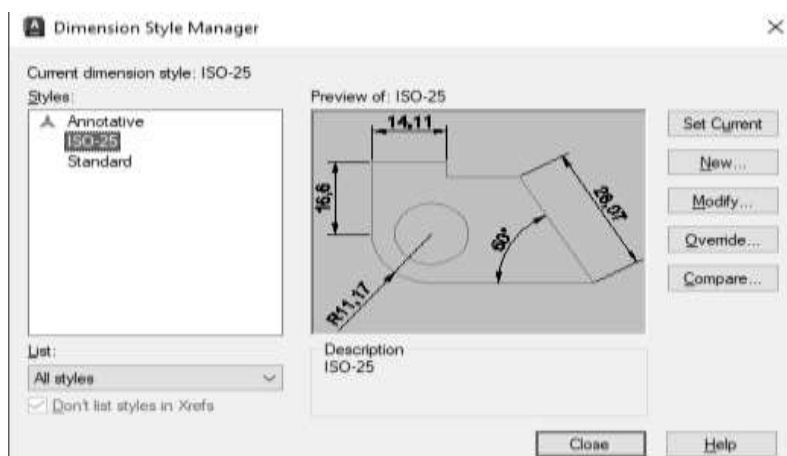 Dimension Style Manager
Current dimension style: ISO-25
Styles:
Annotative
ISO-25
Standard
Preview of: ISO-25
14,11
16,6
R11,17
60°
28,07
Set Current
New...
Modify...
Override...
Compare...
List:
All styles
Don't list styles in Xrefs
Description
ISO-25
Close
Help